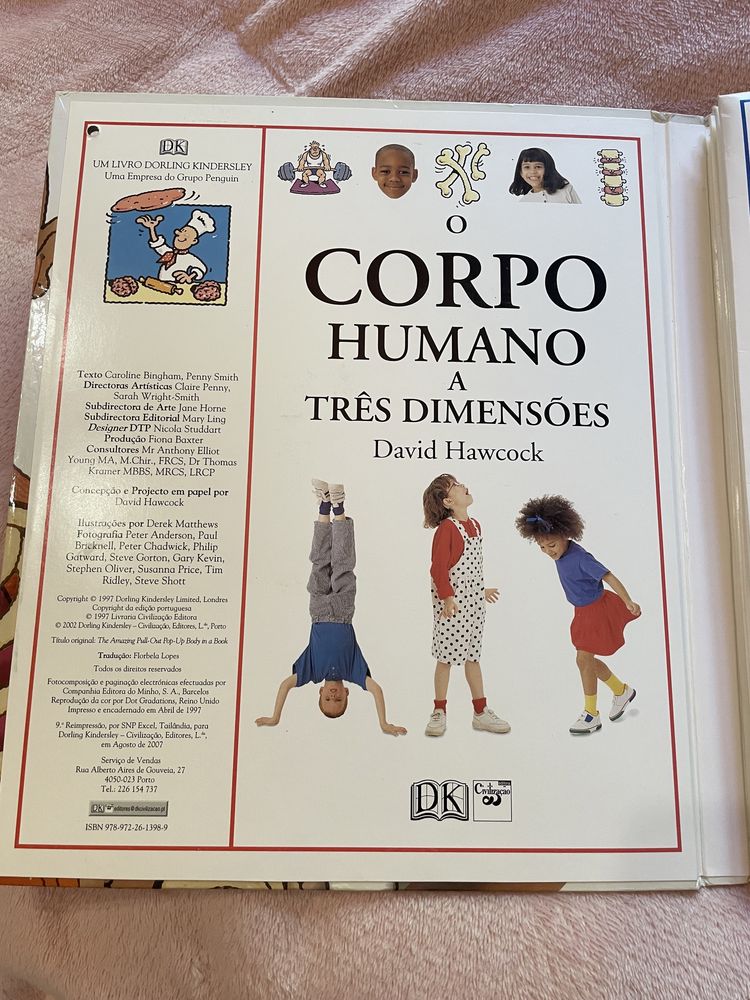 DK
UM LIVRO DORLING KINDERSLEY
Uma Empresa do Grupo Penguin
Texto Caroline Bingham, Penny Smith
Directoras Artísticas Claire Penny,
Sarah Wright-Smith
Subdirectora de Arte Jane Horne
Subdirectora Editorial Mary Ling
Designer DTP Nicola Studdart
Produção Fiona Baxter
Consultores Mr Anthony Elliot
Young MA, M.Chir., FRCS, Dr Thomas
Kramer MBBS, MRCS, LRCP
Concepção e Projecto em papel por
David Hawcock
Ilustrações por Derek Matthews
Fotografia Peter Anderson, Paul
Bricknell, Peter Chadwick, Philip
Gatward, Steve Gorton, Gary Kevin,
Stephen Oliver, Susanna Price, Tim
Ridley, Steve Shott
Copyright © 1997 Dorling Kindersley Limited, Londres
Copyright da edição portuguesa
© 1997 Livraria Civilização Editora
© 2002 Dorling Kindersley – Civilização, Editores, L.da, Porto
Título original: The Amazing Pull-Out Pop-Up Body in a Book
Tradução: Florbela Lopes
Todos os direitos reservados
Fotocomposição e paginação electrónicas efectuadas por
Companhia Editora do Minho, S. A., Barcelos
Reprodução da cor por Dot Gradations, Reino Unido
Impresso e encadernado em Abril de 1997
9.ª Reimpressão, por SNP Excel, Tailândia, para
Dorling Kindersley – Civilização, Editores, L.da,
em Agosto de 2007
Serviço de Vendas
Rua Alberto Aires de Gouveia, 27
4050-023 Porto
Tel.: 226 154 737
DK editores@dkcivilizacao.pt
ISBN 978-972-26-1398-9
O
CORPO
HUMANO
A
TRÊS DIMENSÕES
David Hawcock
DK
Civilização